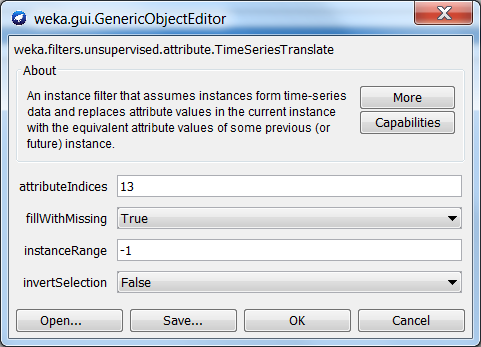 weka.gui.GenericObjectEditor
weka.filters.unsupervised.attribute.TimeSeriesTranslate
About
An instance filter that assumes instances form time-series
data and replaces attribute values in the current instance
with the equivalent attribute values of some previous (or
future) instance.
More
Capabilities
attributeIndices 13
fillWithMissing True
instanceRange -1
invertSelection False
Open... Save... OK Cancel